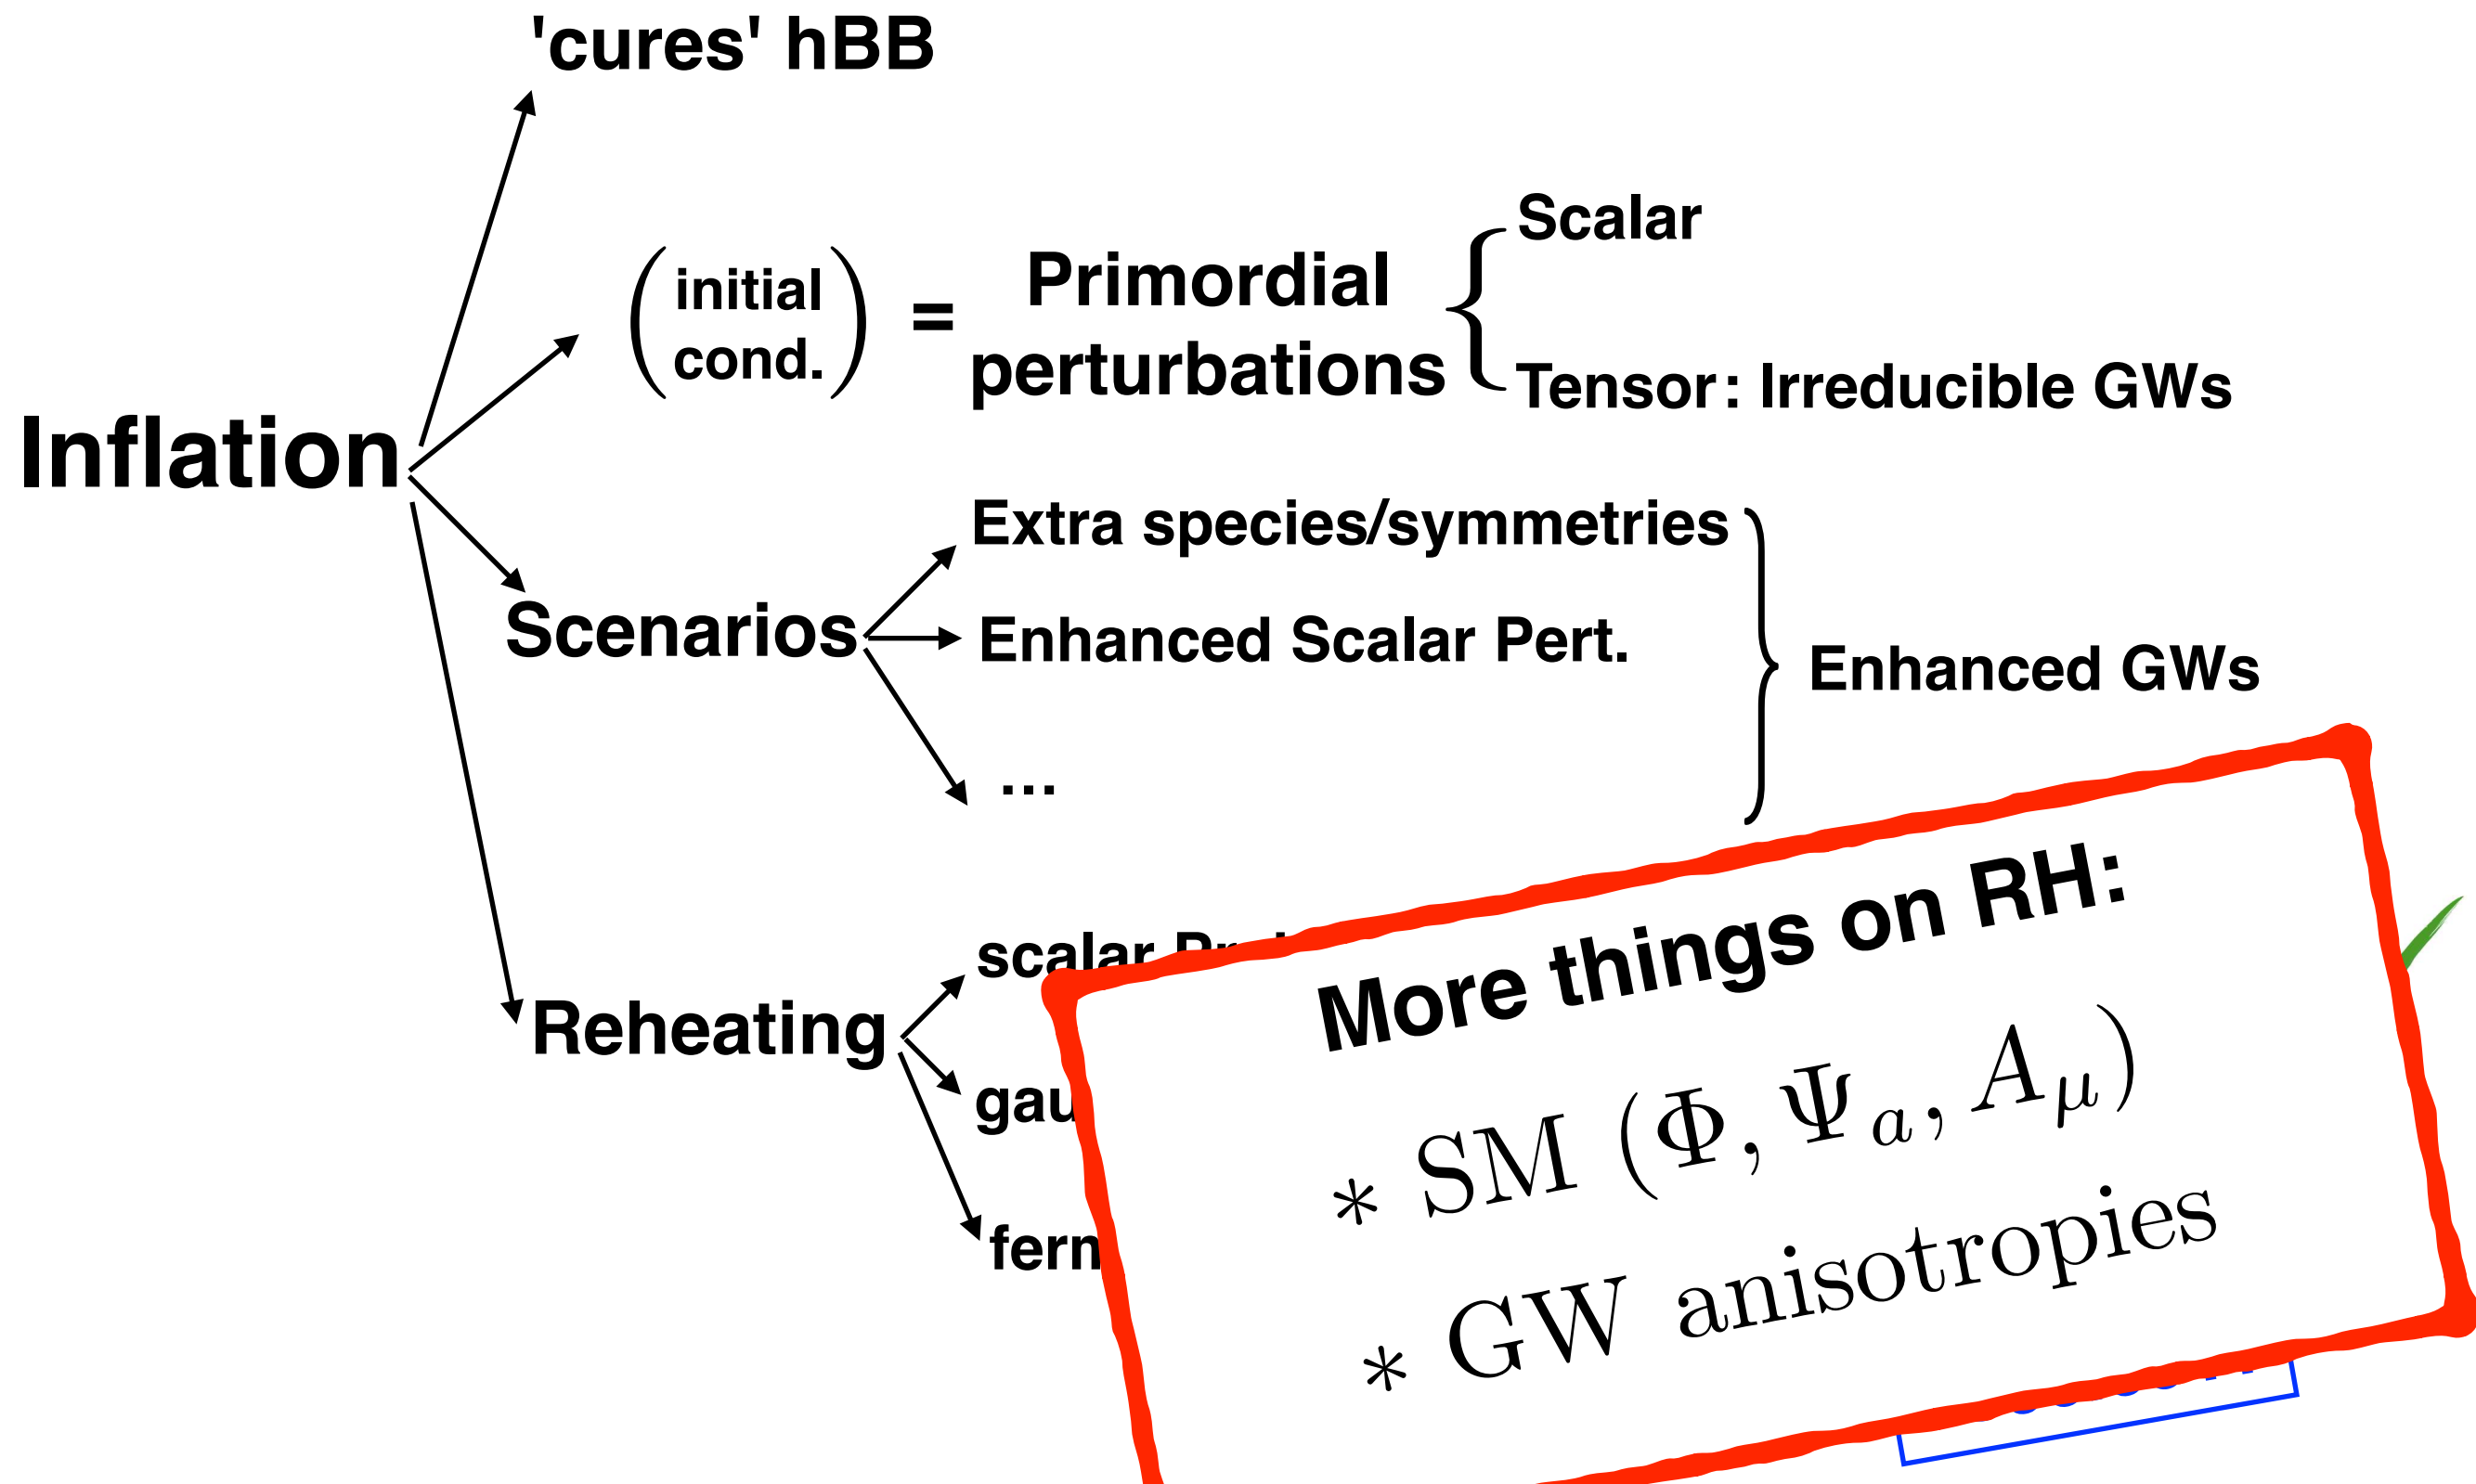 'cures' hBB
Scalar
(initial cond.) = Primordial perturbations
Tensor: Irreducible GWs
Inflation
Extra species/symmetries
Scenarios
Enhanced Scalar Pert.
Enhanced GWs
...
scalar
Reheating
More things on RH:
* SM (Φ, Ψ_a, A_μ)
* GW anisotropies